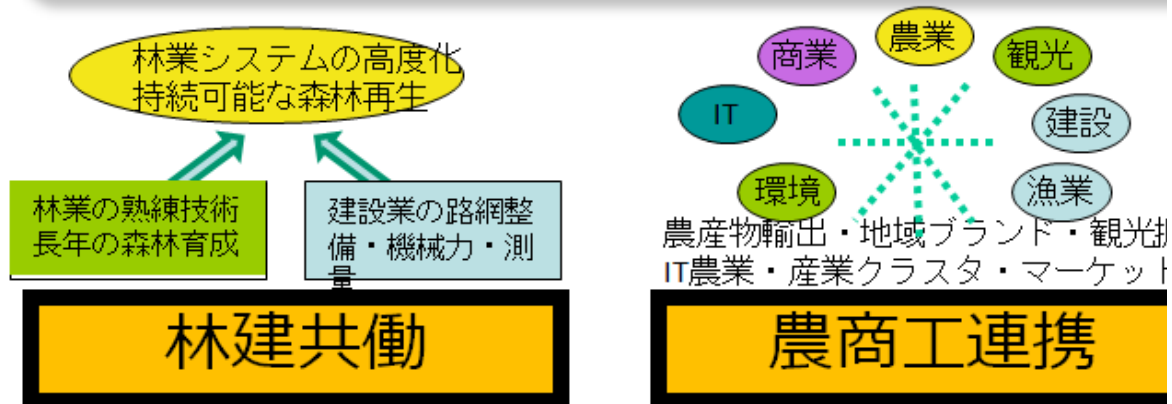 林業システムの高度化
持続可能な森林再生
林業の熟練技術
長年の森林育成
建設業の路網整
備・機械力・測
量
林建共働
農業
商業
観光
IT
建設
環境
漁業
農産物輸出・地域ブランド・観光
IT農業・産業クラスタ・マーケット
農商工連携